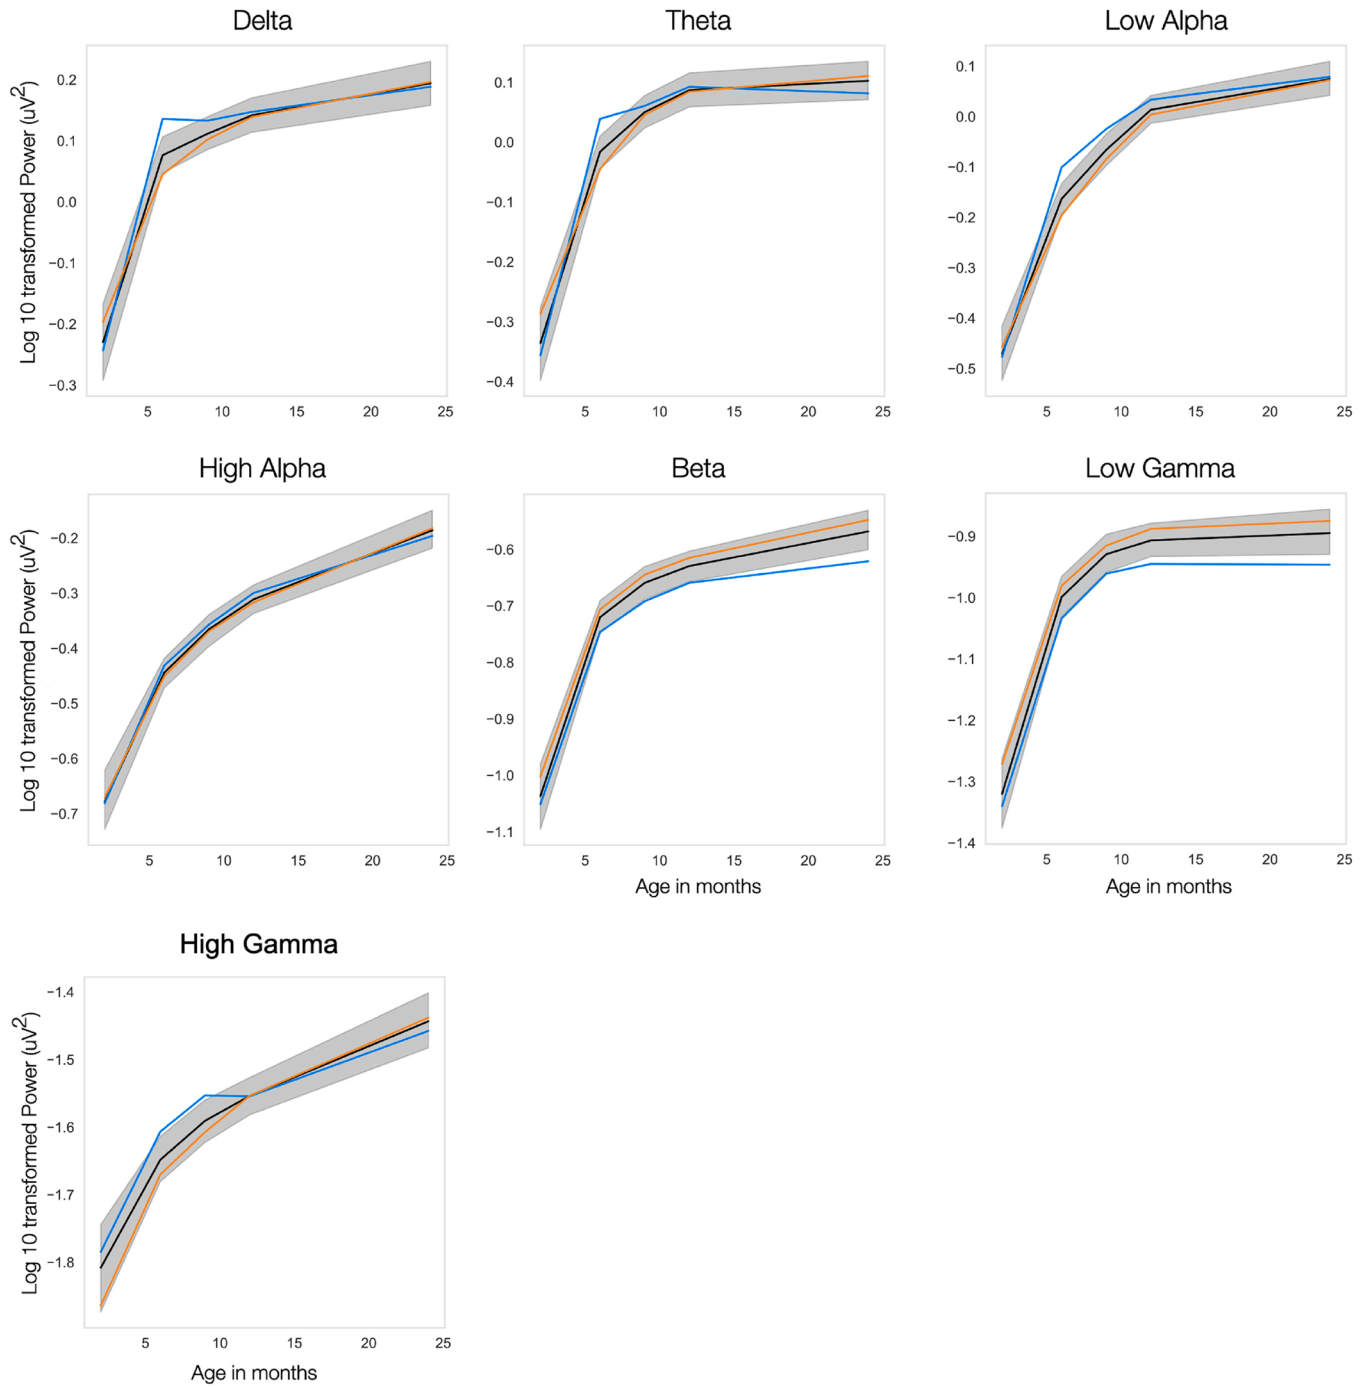 Delta
Theta
Low Alpha
Log 10 transformed Power (uV2)
0.2
0.1
0.0
−0.1
−0.2
−0.3
5 10 15 20 25
0.1
0.0
−0.1
−0.2
−0.3
−0.4
5 10 15 20 25
0.1
0.0
−0.1
−0.2
−0.3
−0.4
−0.5
5 10 15 20 25
High Alpha
Beta
Low Gamma
Log 10 transformed Power (uV2)
−0.2
−0.3
−0.4
−0.5
−0.6
−0.7
5 10 15 20 25
−0.6
−0.7
−0.8
−0.9
−1.0
−1.1
5 10 15 20 25
Age in months
−0.9
−1.0
−1.1
−1.2
−1.3
−1.4
5 10 15 20 25
Age in months
High Gamma
Log 10 transformed Power (uV2)
−1.4
−1.5
−1.6
−1.7
−1.8
5 10 15 20 25
Age in months